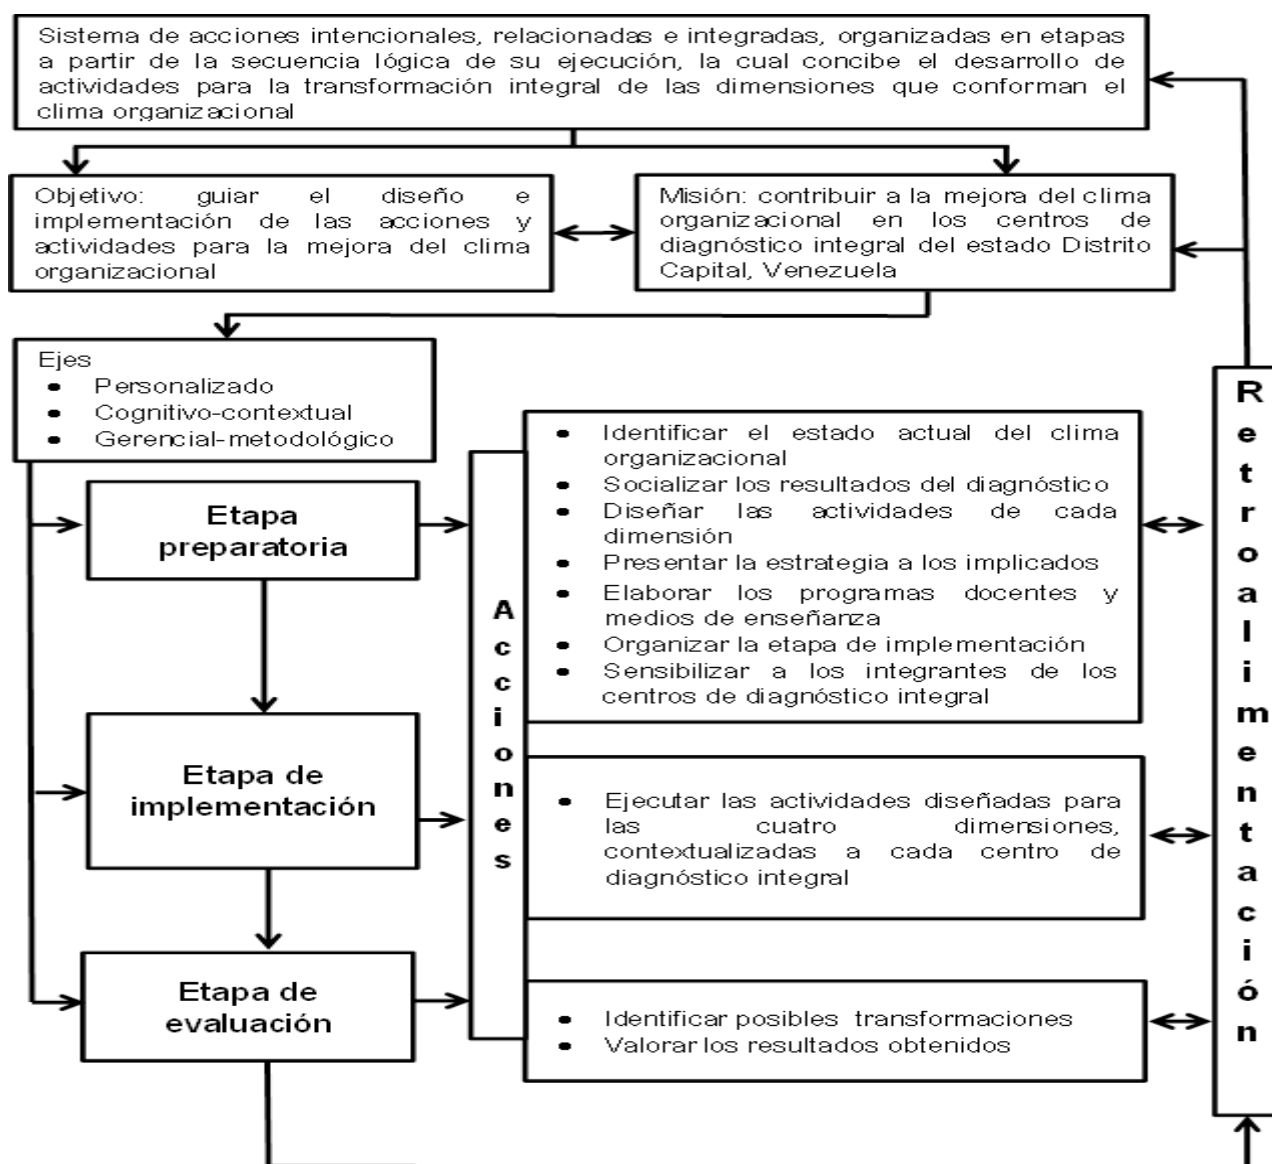 Sistema de acciones intencionales, relacionadas e integradas, organizadas en etapas
a partir de la secuencia lógica de su ejecución, la cual concibe el desarrollo de
actividades para la transformación integral de las dimensiones que conforman el
clima organizacional
Objetivo: guiar el diseño e
implementación de las acciones y
actividades para la mejora del clima
organizacional
Misión: contribuir a la mejora del clima
organizacional en los centros de
diagnóstico integral del estado Distrito
Capital, Venezuela
Ejes
• Personalizado
• Cognitivo-contextual
• Gerencial-metodológico
Etapa
preparatoria
Etapa de
implementación
Etapa de
evaluación
Acciones
• Identificar el estado actual del clima
organizacional
• Socializar los resultados del diagnóstico
• Diseñar las actividades de cada
dimensión
• Presentar la estrategia a los implicados
• Elaborar los programas docentes y
medios de enseñanza
• Organizar la etapa de implementación
• Sensibilizar a los integrantes de los
centros de diagnóstico integral
• Ejecutar las actividades diseñadas para
las cuatro dimensiones,
contextualizadas a cada centro de
diagnóstico integral
• Identificar posibles transformaciones
• Valorar los resultados obtenidos
Retroalimentación